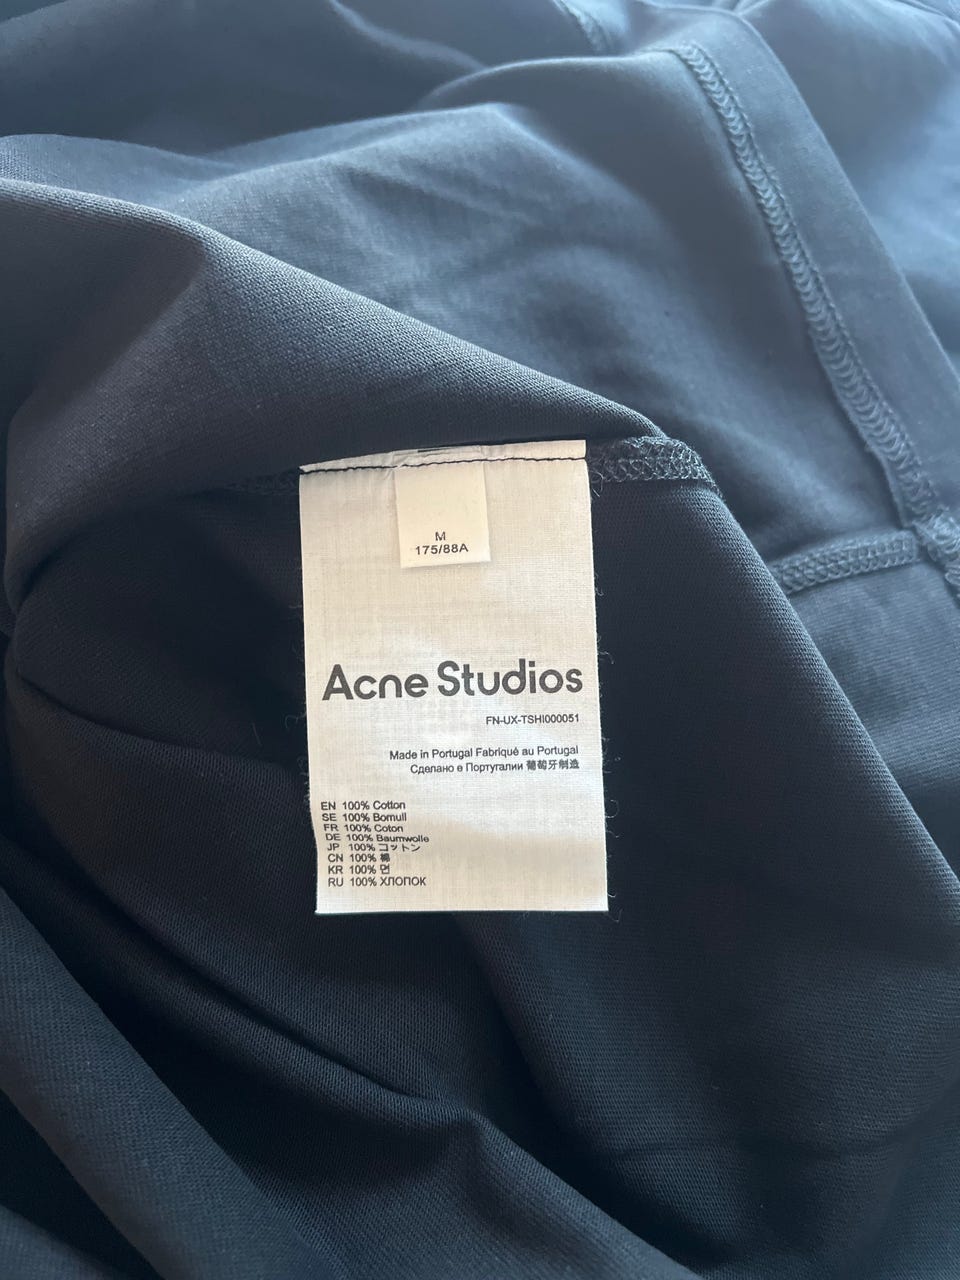 M
175/88A
Acne Studios
FN-UX-TSHI000051
Made in Portugal Fabriqué au Portugal
Сделано в Португалии 葡萄牙制造
EN 100% Cotton
SE 100% Bomull
FR 100% Coton
DE 100% Baumwolle
JP 100% コットン
CN 100% 棉
KR 100% 면
RU 100% ХЛОПОК